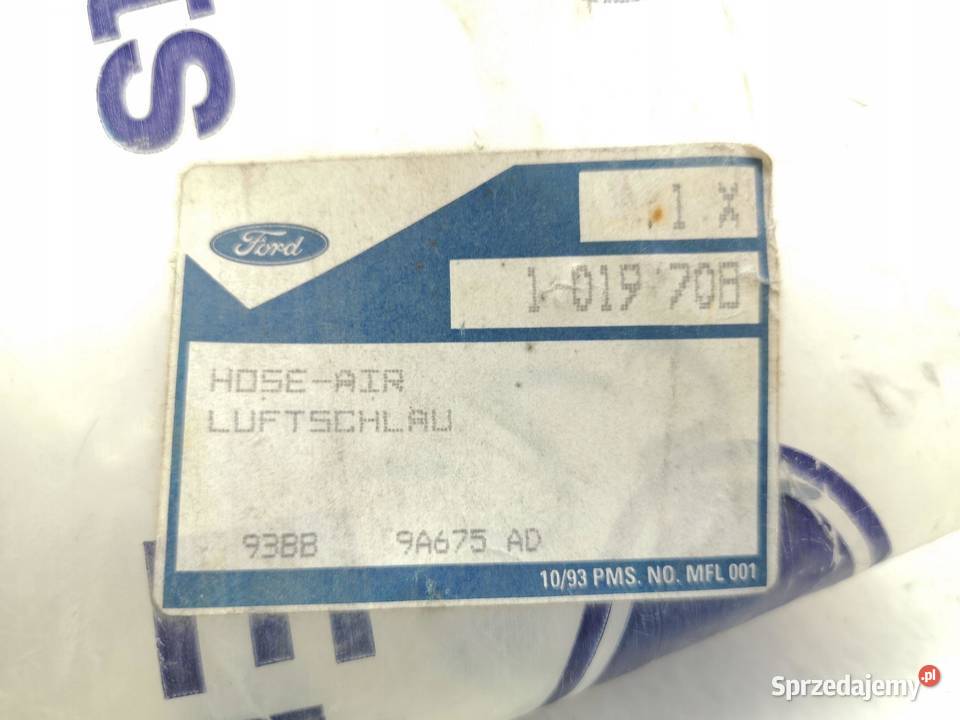 Ford
1 X
1 019 708
HOSE-AIR
LUFTSCHLAU
93BB 9A675 AD
10/93 PMS. NO. MFL 001
Sprzedajemy.pl